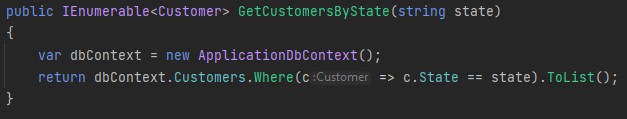 public IEnumerable<Customer> GetCustomersByState(string state)
{
    var dbContext = new ApplicationDbContext();
    return dbContext.Customers.Where(c :Customer => c.State == state).ToList();
}